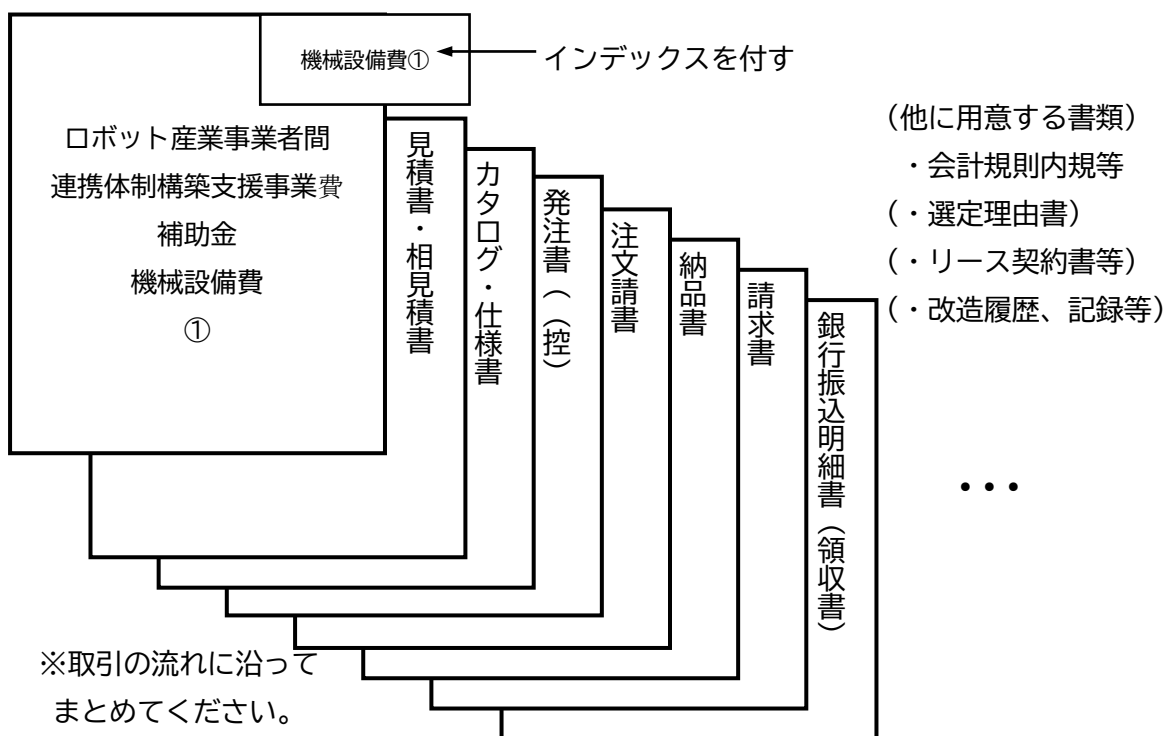 機械設備費①
インデックスを付す
ロボット産業事業者間
連携体制構築支援事業費
補助金
機械設備費
①
見積書・相見積書
カタログ・仕様書
発注書（（控）
注文請書
納品書
請求書
銀行振込明細書（領収書）
（他に用意する書類）
・会計規則内規等
（・選定理由書）
（・リース契約書等）
（・改造履歴、記録等）
・・・
※取引の流れに沿って
まとめてください。